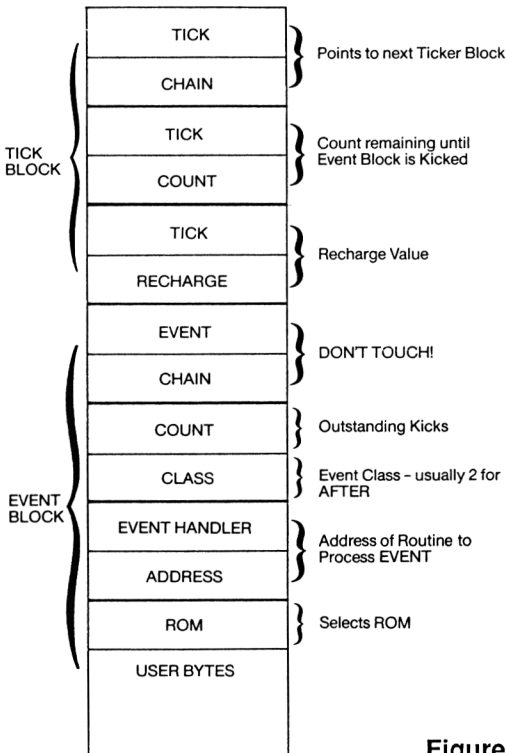 TICK
CHAIN
Points to next Ticker Block
TICK
COUNT
Count remaining until
Event Block is Kicked
TICK
BLOCK
TICK
RECHARGE
Recharge Value
EVENT
CHAIN
DON'T TOUCH!
COUNT
Outstanding Kicks
CLASS
Event Class – usually 2 for
AFTER
EVENT
BLOCK
EVENT HANDLER
ADDRESS
Address of Routine to
Process EVENT
ROM
Selects ROM
USER BYTES
Figure